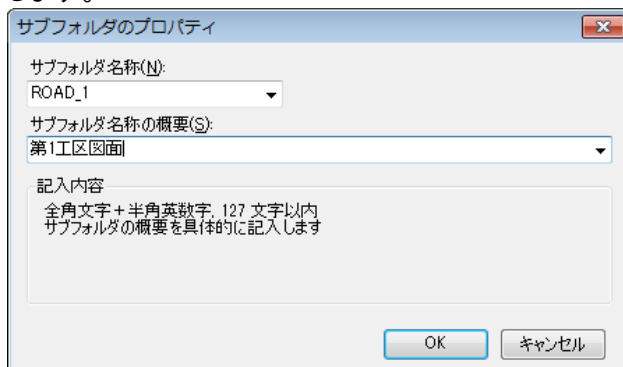 します。
サブフォルダのプロパティ
サブフォルダ名称(N):
ROAD_1
サブフォルダ名称の概要(S):
第1工区図面
記入内容
全角文字+半角英数字, 127 文字以内
サブフォルダの概要を具体的に記入します
OK
キャンセル